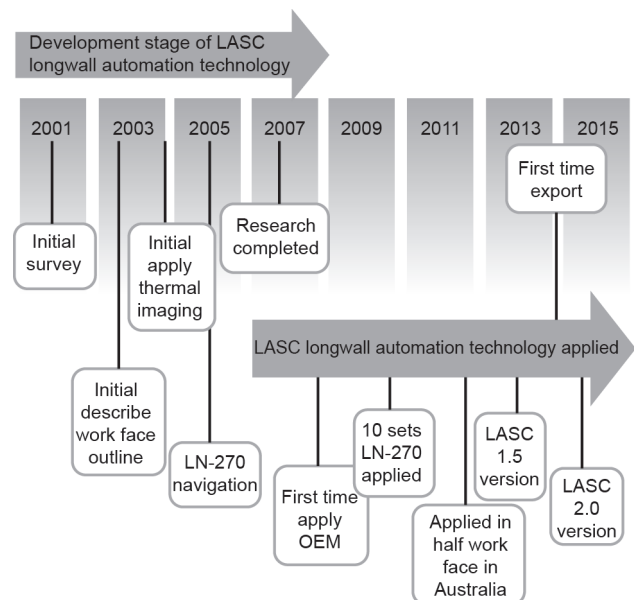 Development stage of LASC
longwall automation technology
2001
2003
2005
2007
2009
2011
2013
2015
Initial
survey
Initial
apply
thermal
imaging
Research
completed
First time
export
LASC longwall automation technology applied
Initial
describe
work face
outline
LN-270
navigation
First time
apply
OEM
10 sets
LN-270
applied
Applied in
half work
face in
Australia
LASC
1.5
version
LASC
2.0
version